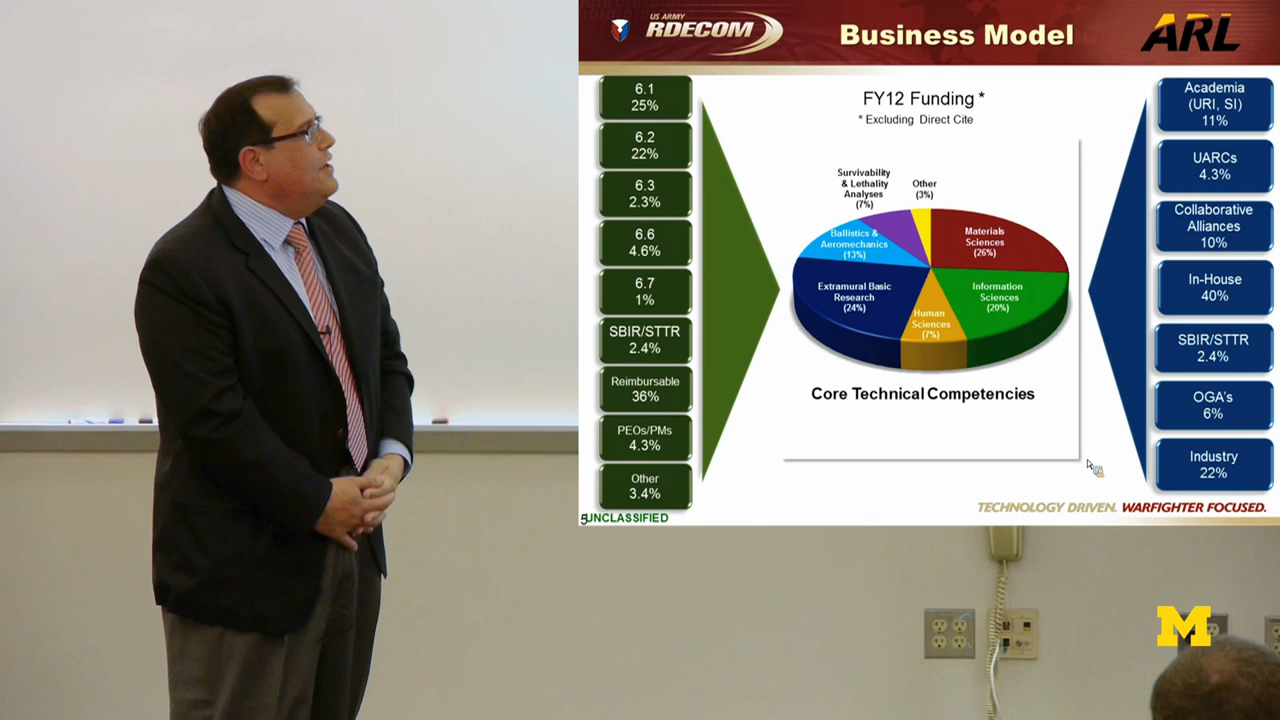 US ARMY
RDECOM
Business Model
ARL
6.1
25%
6.2
22%
6.3
2.3%
6.6
4.6%
6.7
1%
SBIR/STTR
2.4%
Reimbursable
36%
PEOs/PMs
4.3%
Other
3.4%
FY12 Funding *
* Excluding Direct Cite
Survivability
& Lethality
Analyses
(7%)
Other
(3%)
Ballistics &
Aeromechanics
(13%)
Materials
Sciences
(26%)
Extramural Basic
Research
(24%)
Human
Sciences
(7%)
Information
Sciences
(20%)
Core Technical Competencies
Academia
(URI, SI)
11%
UARCs
4.3%
Collaborative
Alliances
10%
In-House
40%
SBIR/STTR
2.4%
OGA's
6%
Industry
22%
TECHNOLOGY DRIVEN. WARFIGHTER FOCUSED.
5
UNCLASSIFIED
M